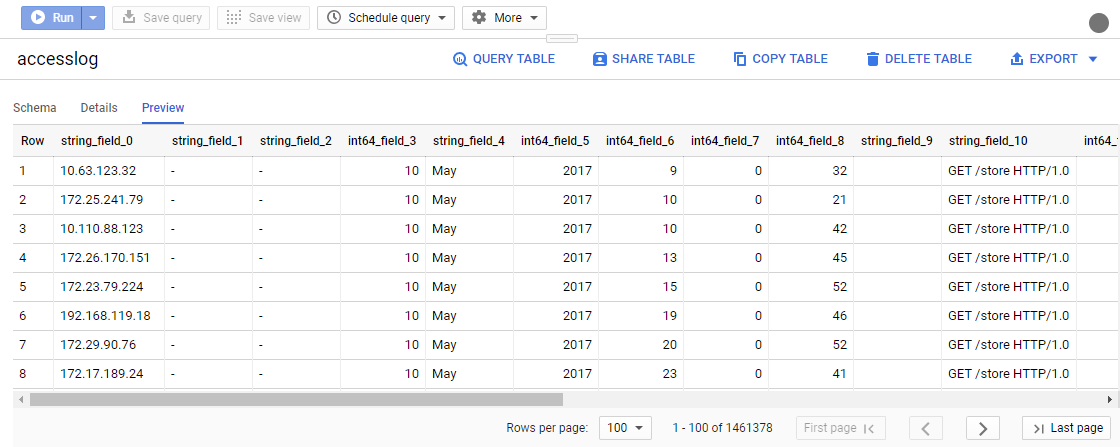 Run Save query Save view Schedule query More
accesslog QUERY TABLE SHARE TABLE COPY TABLE DELETE TABLE EXPORT
Schema Details Preview
Row string_field_0 string_field_1 string_field_2 int64_field_3 string_field_4 int64_field_5 int64_field_6 int64_field_7 int64_field_8 string_field_9 string_field_10 int64_f
1 10.63.123.32 - - 10 May 2017 9 0 32 GET /store HTTP/1.0
2 172.25.241.79 - - 10 May 2017 10 0 21 GET /store HTTP/1.0
3 10.110.88.123 - - 10 May 2017 10 0 42 GET /store HTTP/1.0
4 172.26.170.151 - - 10 May 2017 13 0 45 GET /store HTTP/1.0
5 172.23.79.224 - - 10 May 2017 15 0 52 GET /store HTTP/1.0
6 192.168.119.18 - - 10 May 2017 19 0 46 GET /store HTTP/1.0
7 172.29.90.76 - - 10 May 2017 20 0 52 GET /store HTTP/1.0
8 172.17.189.24 - - 10 May 2017 23 0 41 GET /store HTTP/1.0
Rows per page: 100 1 - 100 of 1461378 First page Last page